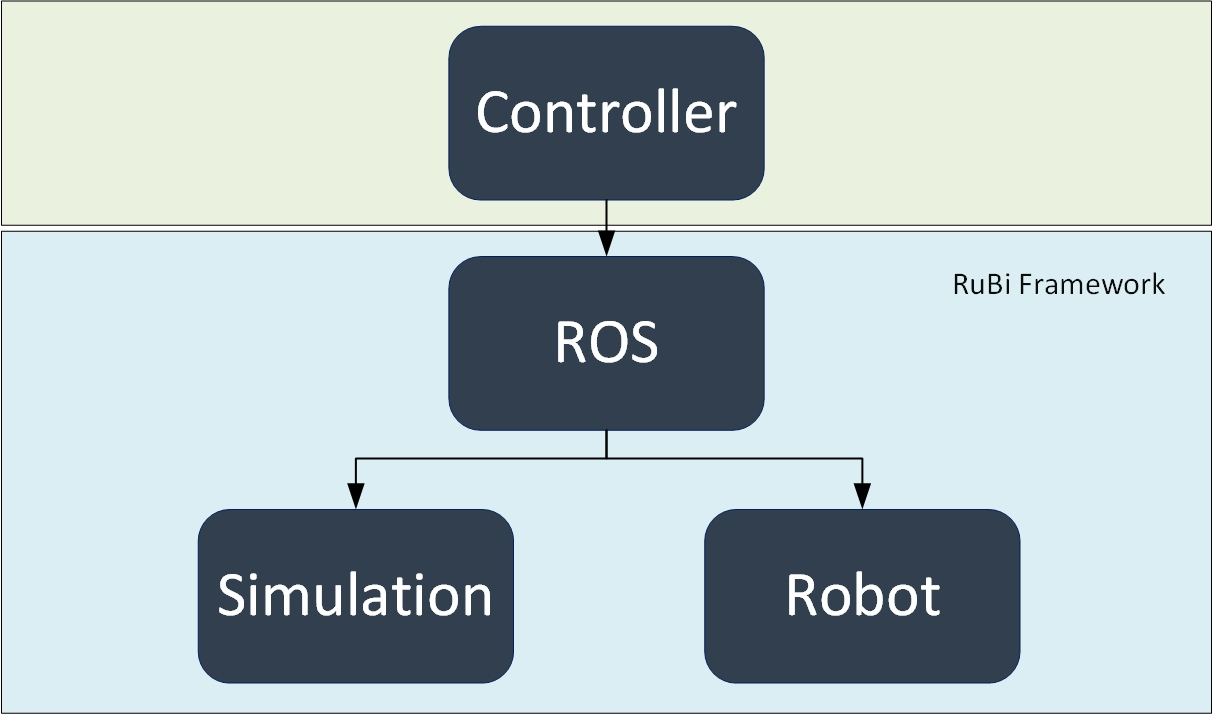 Controller
ROS
RuBi Framework
Simulation
Robot